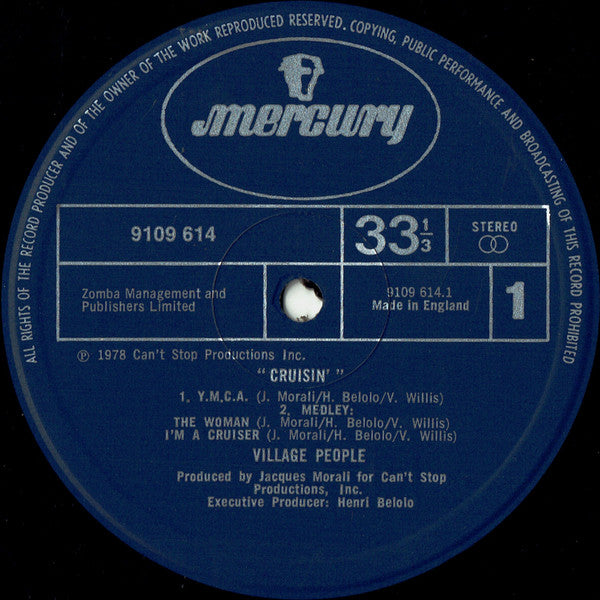 ALL RIGHTS OF THE RECORD PRODUCER AND OF THE OWNER OF THE WORK REPRODUCED RESERVED. COPYING, PUBLIC PERFORMANCE AND BROADCASTING OF THIS RECORD PROHIBITED
mercury
9109 614
33 1/3
STEREO
Zomba Management and
Publishers Limited
9109 614.1
Made in England
1
℗ 1978 Can't Stop Productions Inc.
"CRUISIN'"
1. Y.M.C.A. (J. Morali/H. Belolo/V. Willis)
2. MEDLEY:
THE WOMAN (J. Morali/H. Belolo/V. Willis)
I'M A CRUISER (J. Morali/H. Belolo/V. Willis)
VILLAGE PEOPLE
Produced by Jacques Morali for Can't Stop
Productions, Inc.
Executive Producer: Henri Belolo